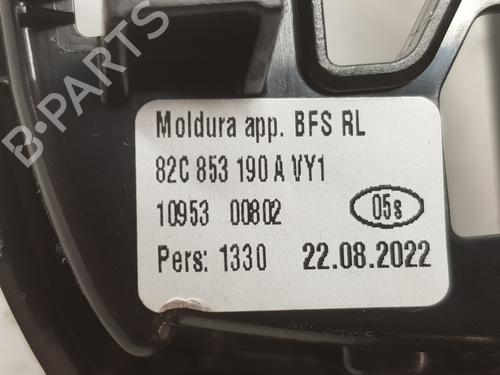 B-PARTS
Moldura app. BFS RL
82C 853 190 A VY1
10953 00802 05s
Pers: 1330 22.08.2022